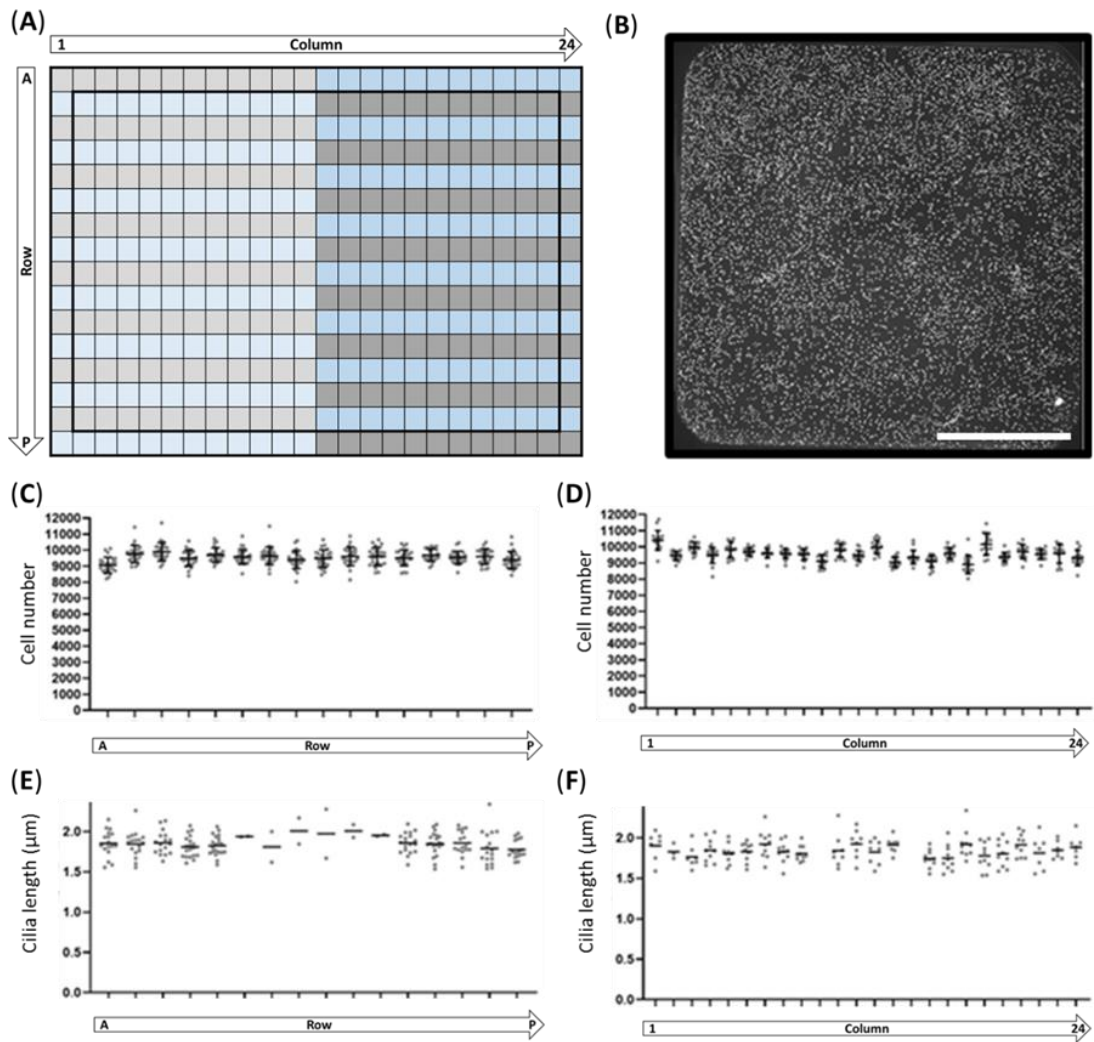 (A)
1 Column 24
A
Row
P
(B)
(C)
Cell number
12000
11000
10000
9000
8000
7000
6000
5000
4000
3000
2000
1000
0
A Row P
(D)
Cell number
12000
11000
10000
9000
8000
7000
6000
5000
4000
3000
2000
1000
0
1 Column 24
(E)
Cilia length (µm)
2.0
1.5
1.0
0.5
0.0
A Row P
(F)
Cilia length (µm)
2.0
1.5
1.0
0.5
0.0
1 Column 24